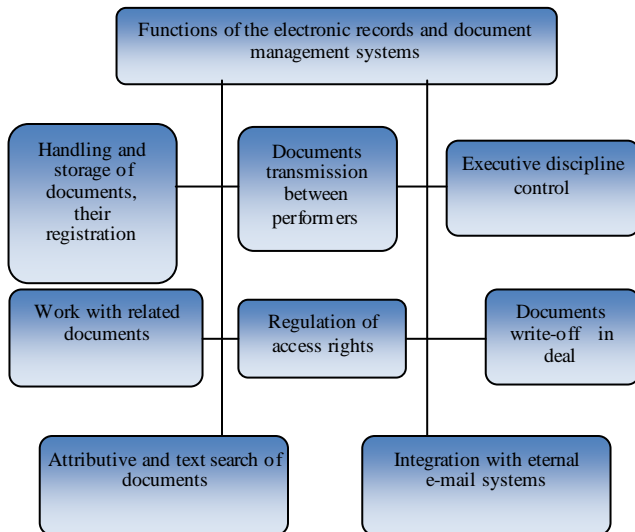 Functions of the electronic records and document
management systems
Handling and
storage of
documents,
their
registration
Documents
transmission
between
performers
Executive discipline
control
Work with related
documents
Regulation of
access rights
Documents
write-off in
deal
Attributive and text search of
documents
Integration with eternal
e-mail systems